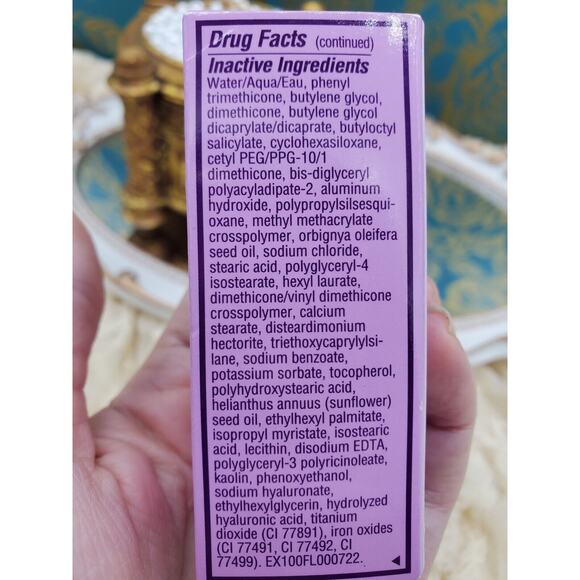 Drug Facts (continued)
Inactive Ingredients
Water/Aqua/Eau, phenyl
trimethicone, butylene glycol,
dimethicone, butylene glycol
dicaprylate/dicaprate, butyloctyl
salicylate, cyclohexasiloxane,
cetyl PEG/PPG-10/1
dimethicone, bis-diglyceryl
polyacyladipate-2, aluminum
hydroxide, polypropylsilsesqui-
oxane, methyl methacrylate
crosspolymer, orbignya oleifera
seed oil, sodium chloride,
stearic acid, polyglyceryl-4
isostearate, hexyl laurate,
dimethicone/vinyl dimethicone
crosspolymer, calcium
stearate, disteardimonium
hectorite, triethoxycaprylylsi-
lane, sodium benzoate,
potassium sorbate, tocopherol,
polyhydroxystearic acid,
helianthus annuus (sunflower)
seed oil, ethylhexyl palmitate,
isopropyl myristate, isostearic
acid, lecithin, disodium EDTA,
polyglyceryl-3 polyricinoleate,
kaolin, phenoxyethanol,
sodium hyaluronate,
ethylhexylglycerin, hydrolyzed
hyaluronic acid, titanium
dioxide (CI 77891), iron oxides
(CI 77491, CI 77492, CI
77499). EX100FL000722.